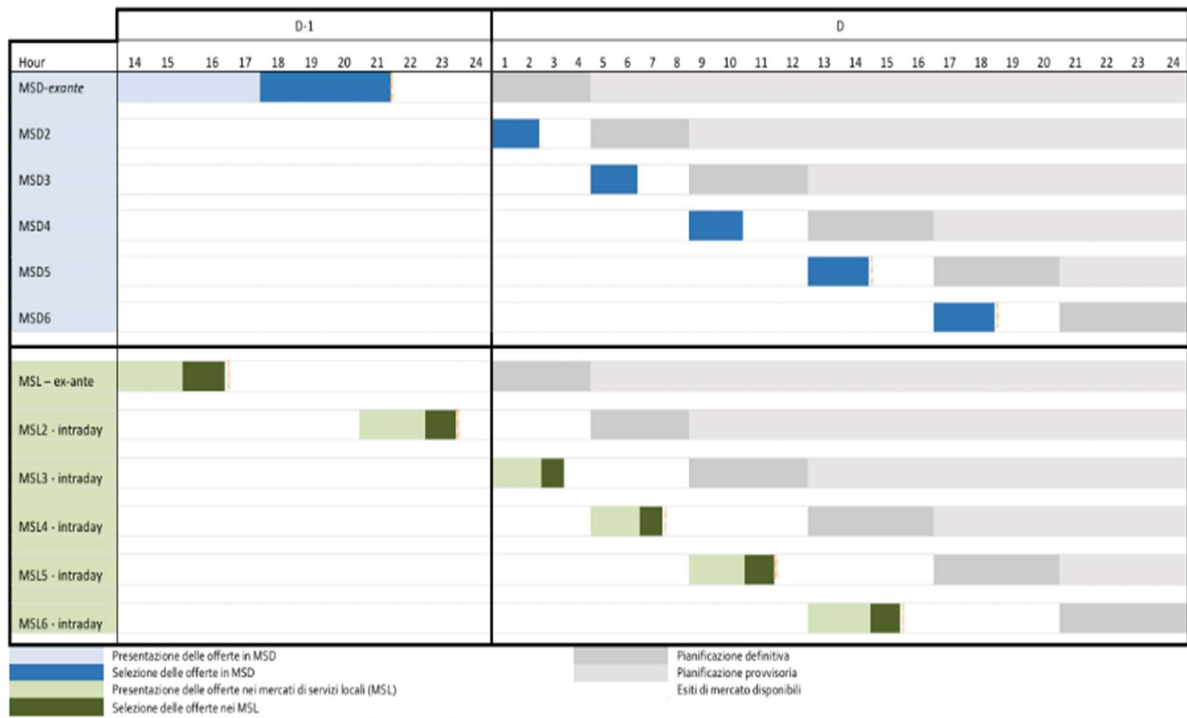 D-1 D
Hour 14 15 16 17 18 19 20 21 22 23 24 1 2 3 4 5 6 7 8 9 10 11 12 13 14 15 16 17 18 19 20 21 22 23 24
MSD-exante
MSD2
MSD3
MSD4
MSD5
MSD6
MSL – ex-ante
MSL2 - intraday
MSL3 - intraday
MSL4 - intraday
MSL5 - intraday
MSL6 - intraday
Presentazione delle offerte in MSD
Selezione delle offerte in MSD
Presentazione delle offerte nei mercati di servizi locali (MSL)
Selezione delle offerte nei MSL
Pianificazione definitiva
Pianificazione provvisoria
Esiti di mercato disponibili